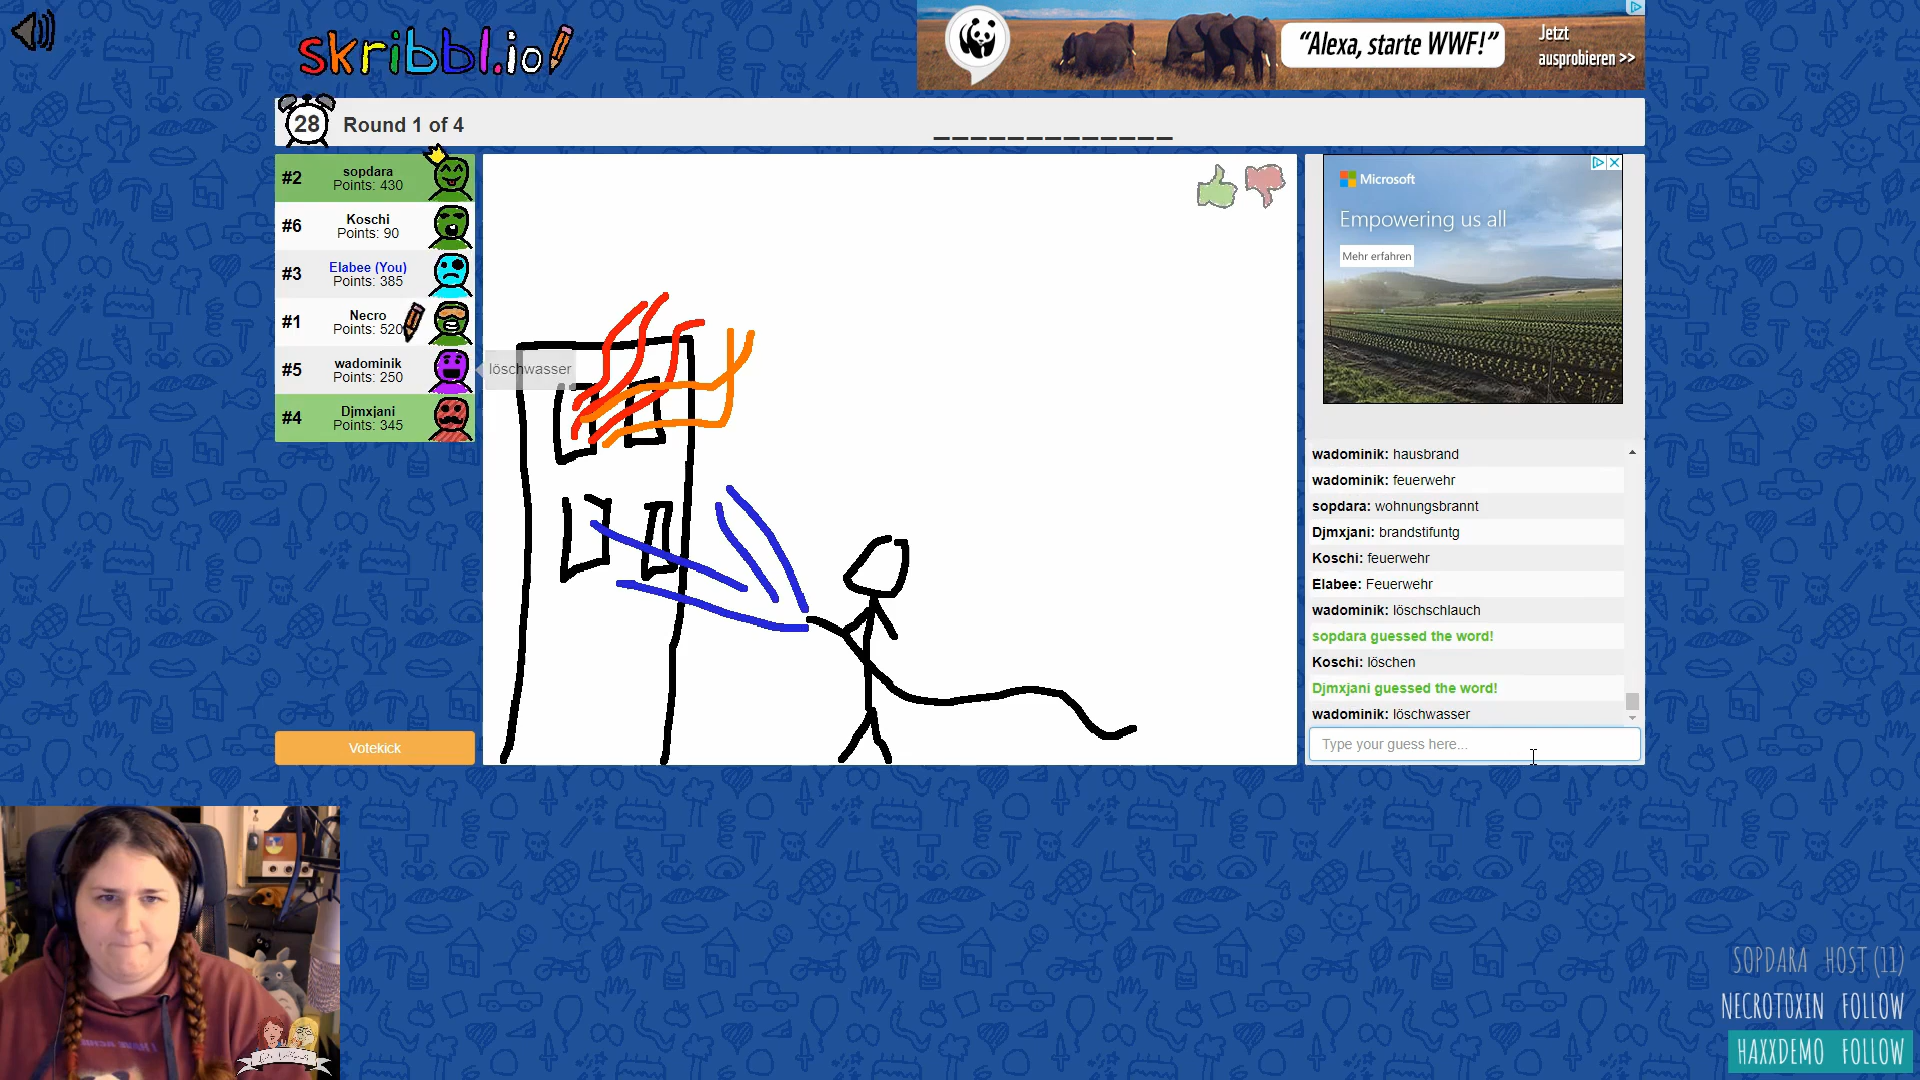 skribbl.io
"Alexa, starte WWF!"
Jetzt
ausprobieren >>
28
Round 1 of 4
_____________
#2
sopdara
Points: 430
#6
Koschi
Points: 90
#3
Elabee (You)
Points: 385
#1
Necro
Points: 520
#5
wadominik
Points: 250
löschwasser
#4
Djmxjani
Points: 345
Votekick
Microsoft
Empowering us all
Mehr erfahren
wadominik: hausbrand
wadominik: feuerwehr
sopdara: wohnungsbrannt
Djmxjani: brandstifuntg
Koschi: feuerwehr
Elabee: Feuerwehr
wadominik: löschschlauch
sopdara guessed the word!
Koschi: löschen
Djmxjani guessed the word!
wadominik: löschwasser
Type your guess here...
SOPDARA HOST (11)
NECROTOXIN FOLLOW
HAXXDEMO FOLLOW